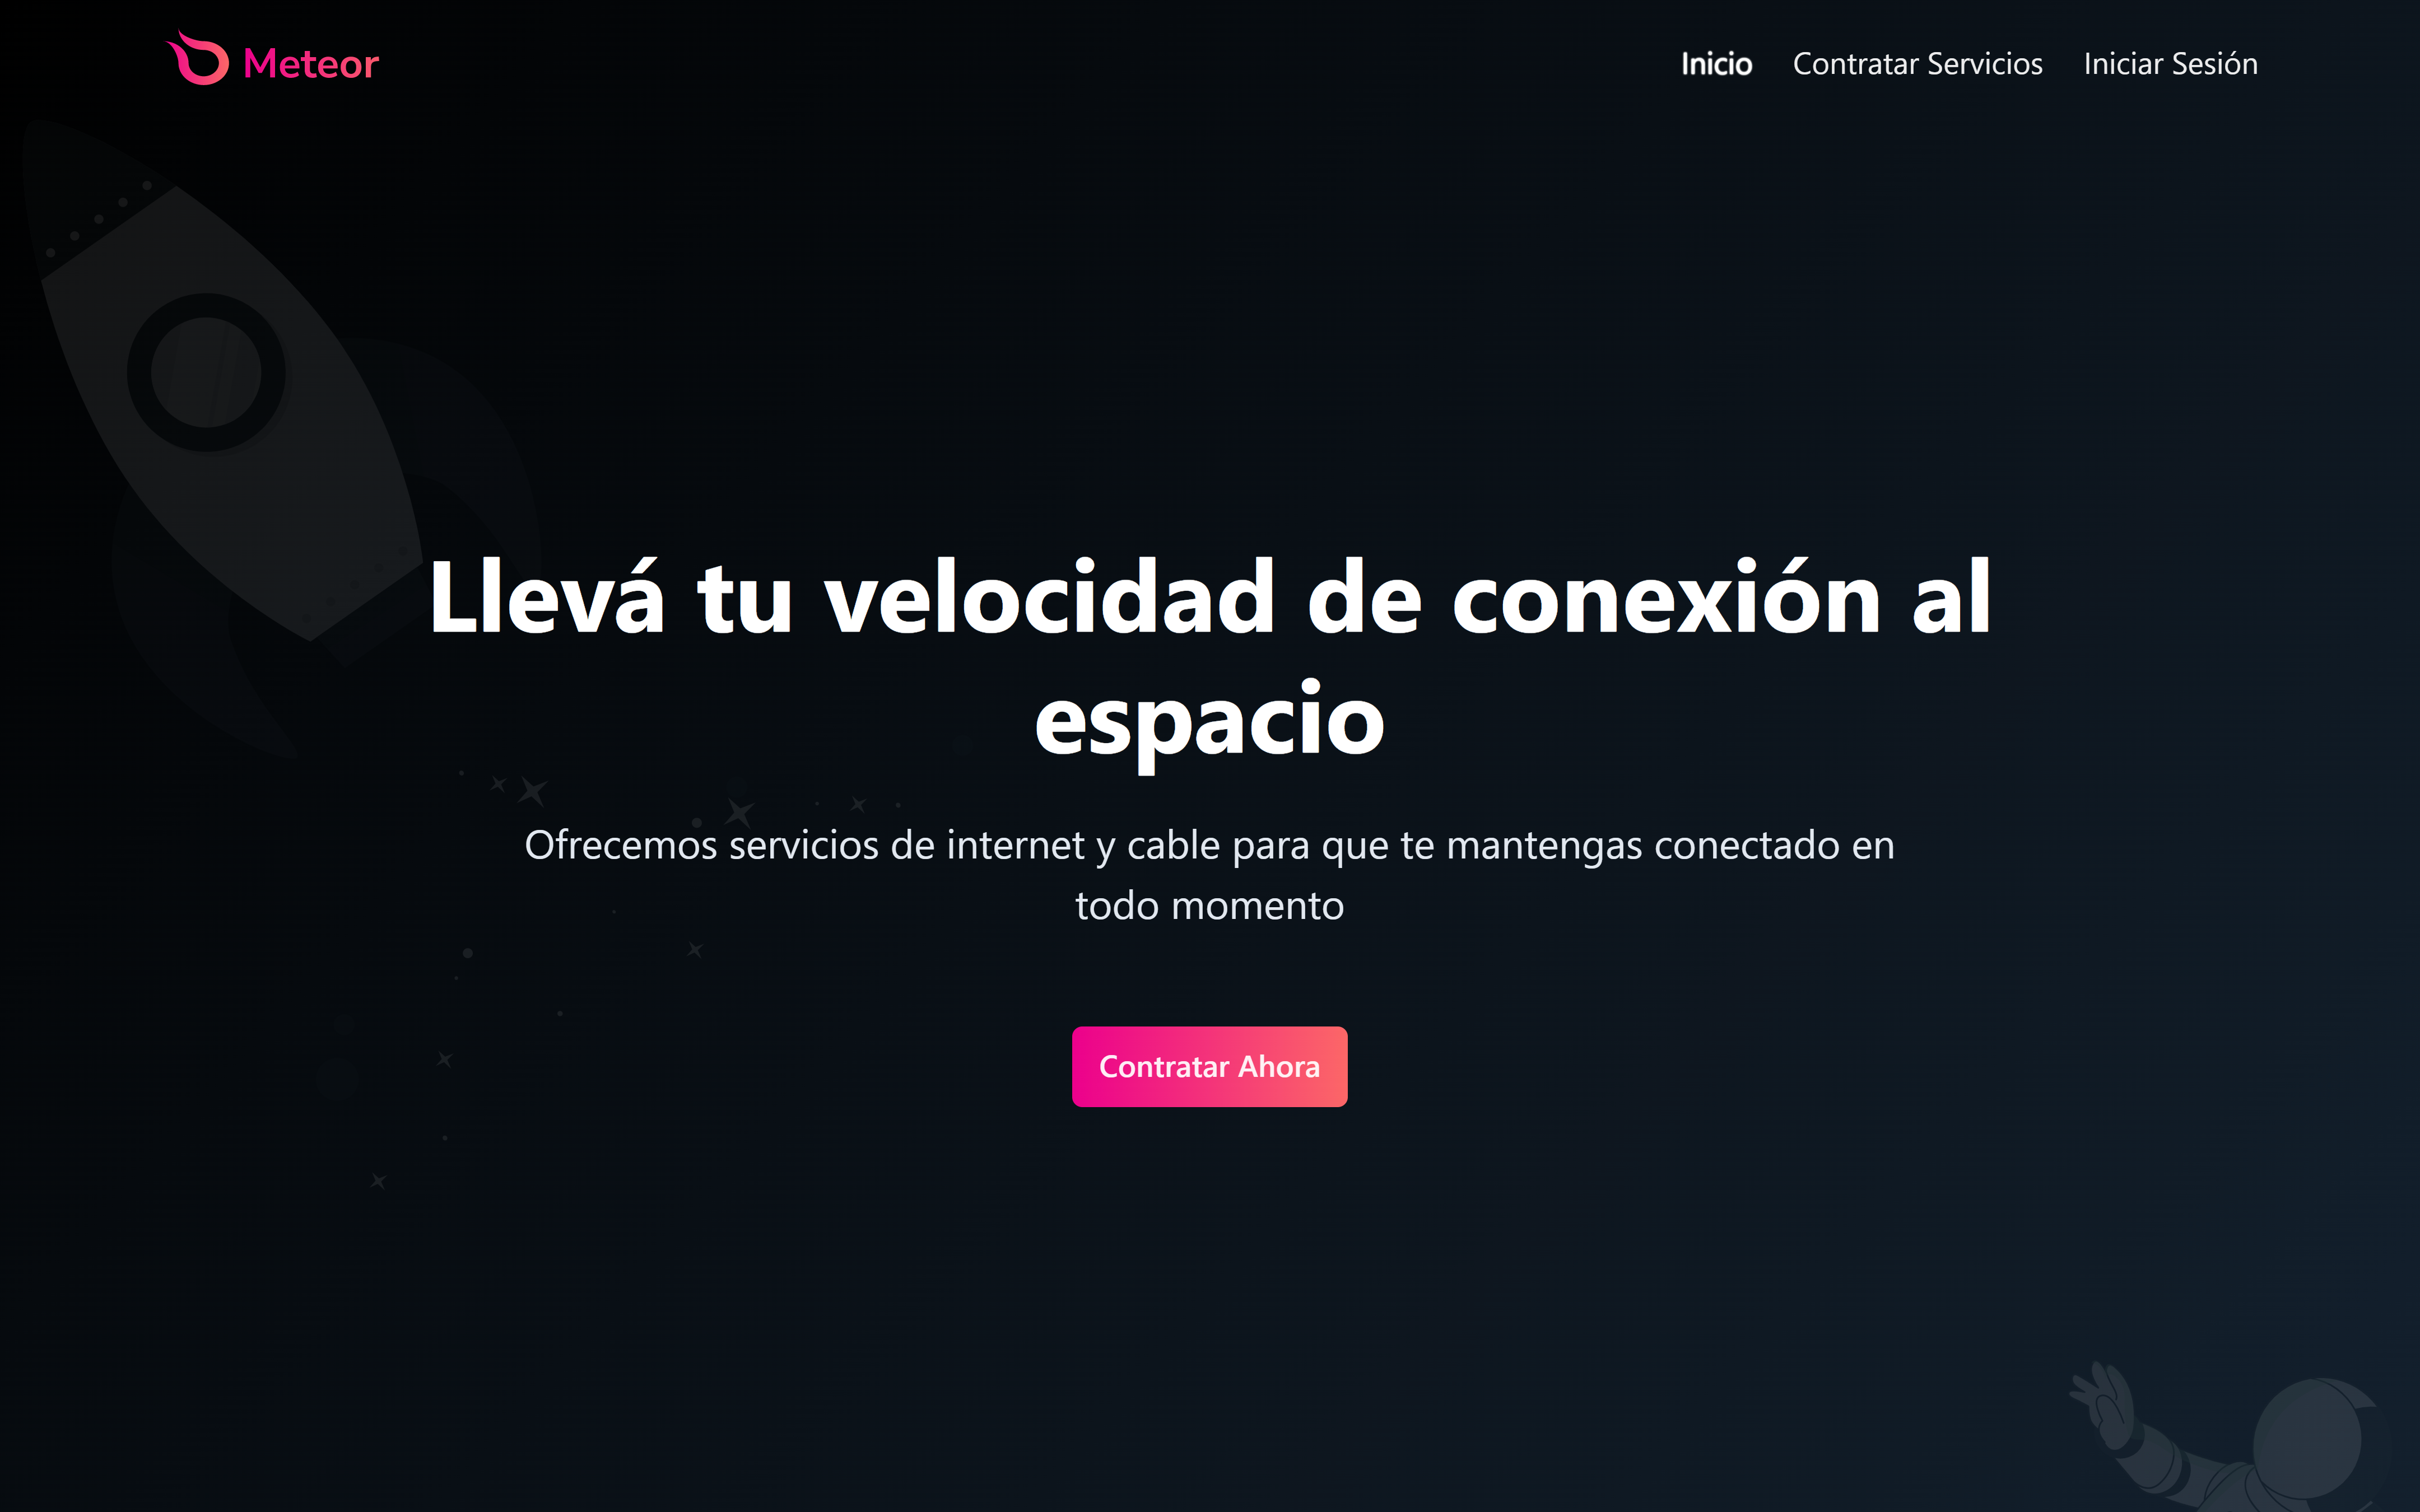 Meteor
Inicio
Contratar Servicios
Iniciar Sesión
Llevá tu velocidad de conexión al
espacio
Ofrecemos servicios de internet y cable para que te mantengas conectado en
todo momento
Contratar Ahora